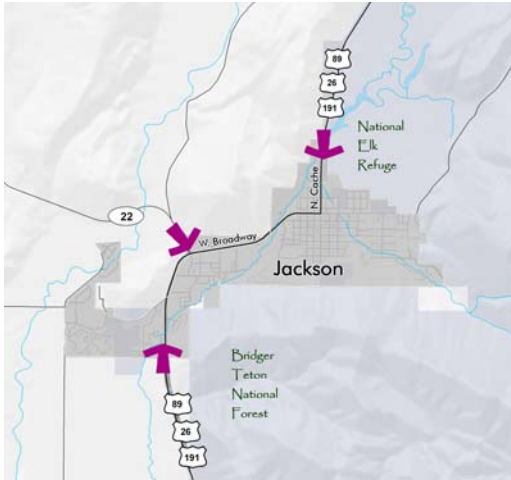 89
26
191
National
Elk
Refuge
N. Cache
22
W. Broadway
Jackson
Bridger
Teton
National
Forest
89
26
191